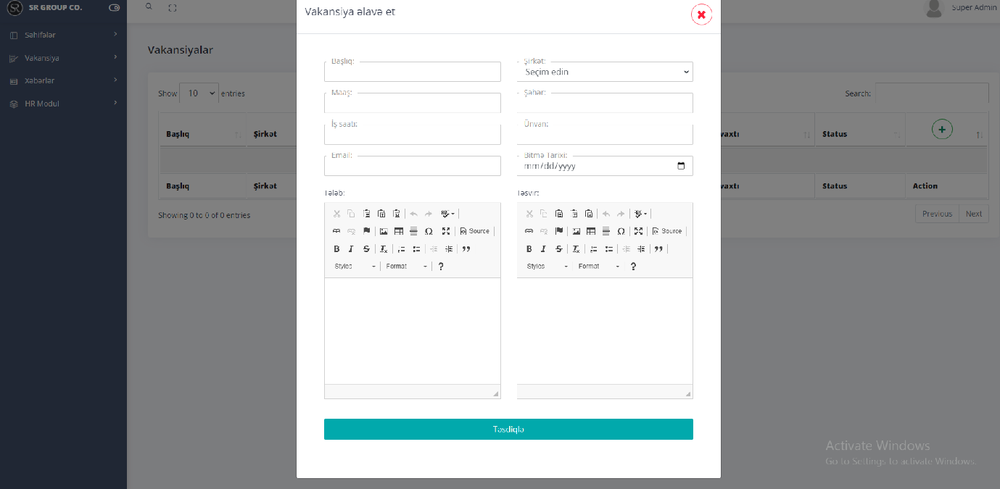 SR GROUP CO.
Super Admin
Səhifələr
Vakansiya
Xəbərlər
HR Modul
Vakansiyalar
Show 10 entries
Search:
Başlıq
Şirkət
vaxtı
Status
Başlıq
Şirkət
vaxtı
Status
Action
Showing 0 to 0 of 0 entries
Previous
Next
Vakansiya əlavə et
Başlıq:
Şirkət:
Seçim edin
Maaş:
Şəhər:
İş saatı:
Ünvan:
Email:
Bitmə Tarixi:
mm/dd/yyyy
Tələb:
Təsvir:
Source
Styles
Format
?
Source
Styles
Format
?
Təsdiqlə
Activate Windows
Go to Settings to activate Windows.